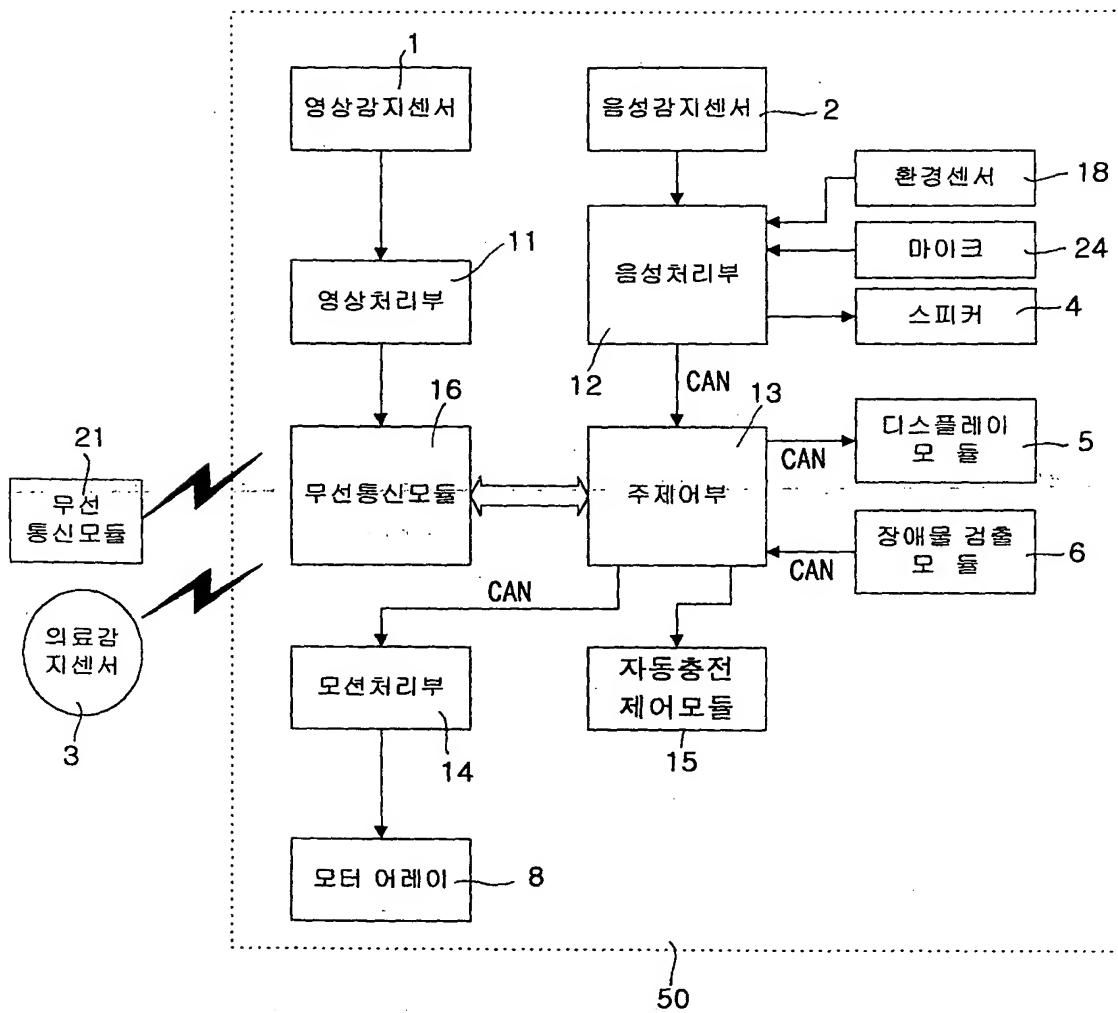 1
영상감지센서
음성감지센서
2
환경센서
18
마이크
24
스피커
4
11
영상처리부
음성처리부
12
CAN
16
13
무선통신모듈
주제어부
CAN
디스플레이
모 듈
5
21
무선
통신모듈
장애물 검출
모 듈
6
CAN
CAN
의료감
지센서
3
모션처리부
14
자동충전
제어모듈
15
모터 어레이
8
50